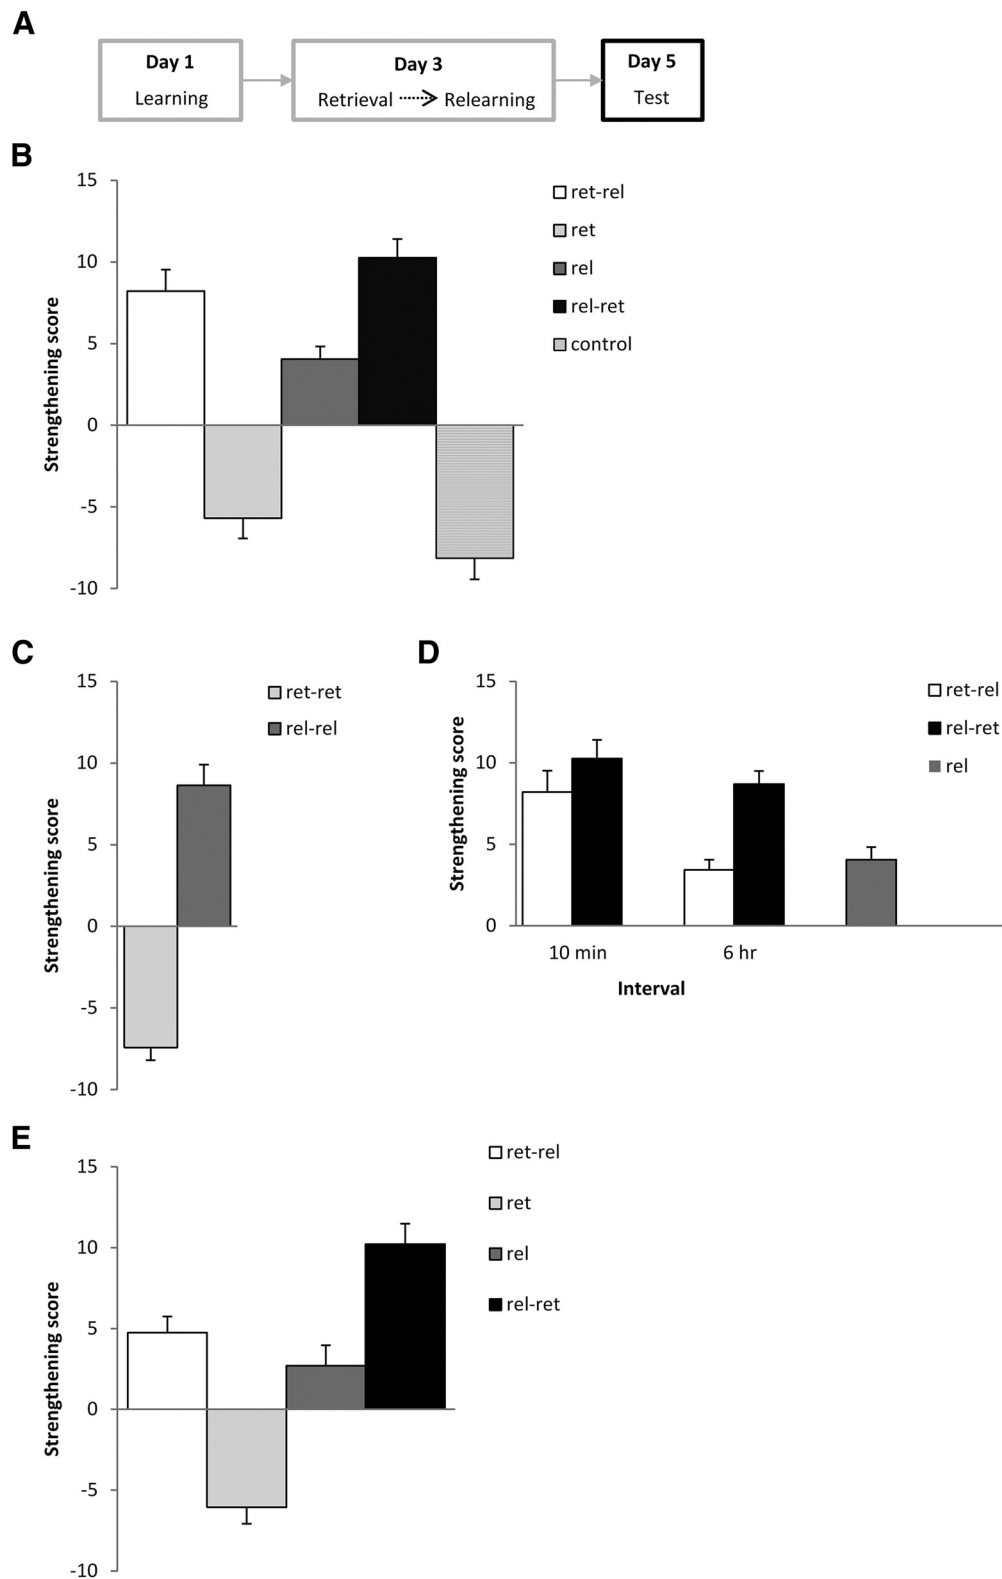 A
Day 1
Learning
Day 3
Retrieval Relearning
Day 5
Test
B
Strengthening score
15
10
5
0
-5
-10
ret-rel
ret
rel
rel-ret
control
C
Strengthening score
15
10
5
0
-5
-10
ret-ret
rel-rel
D
Strengthening score
15
10
5
0
10 min 6 hr
Interval
ret-rel
rel-ret
rel
E
Strengthening score
15
10
5
0
-5
-10
ret-rel
ret
rel
rel-ret